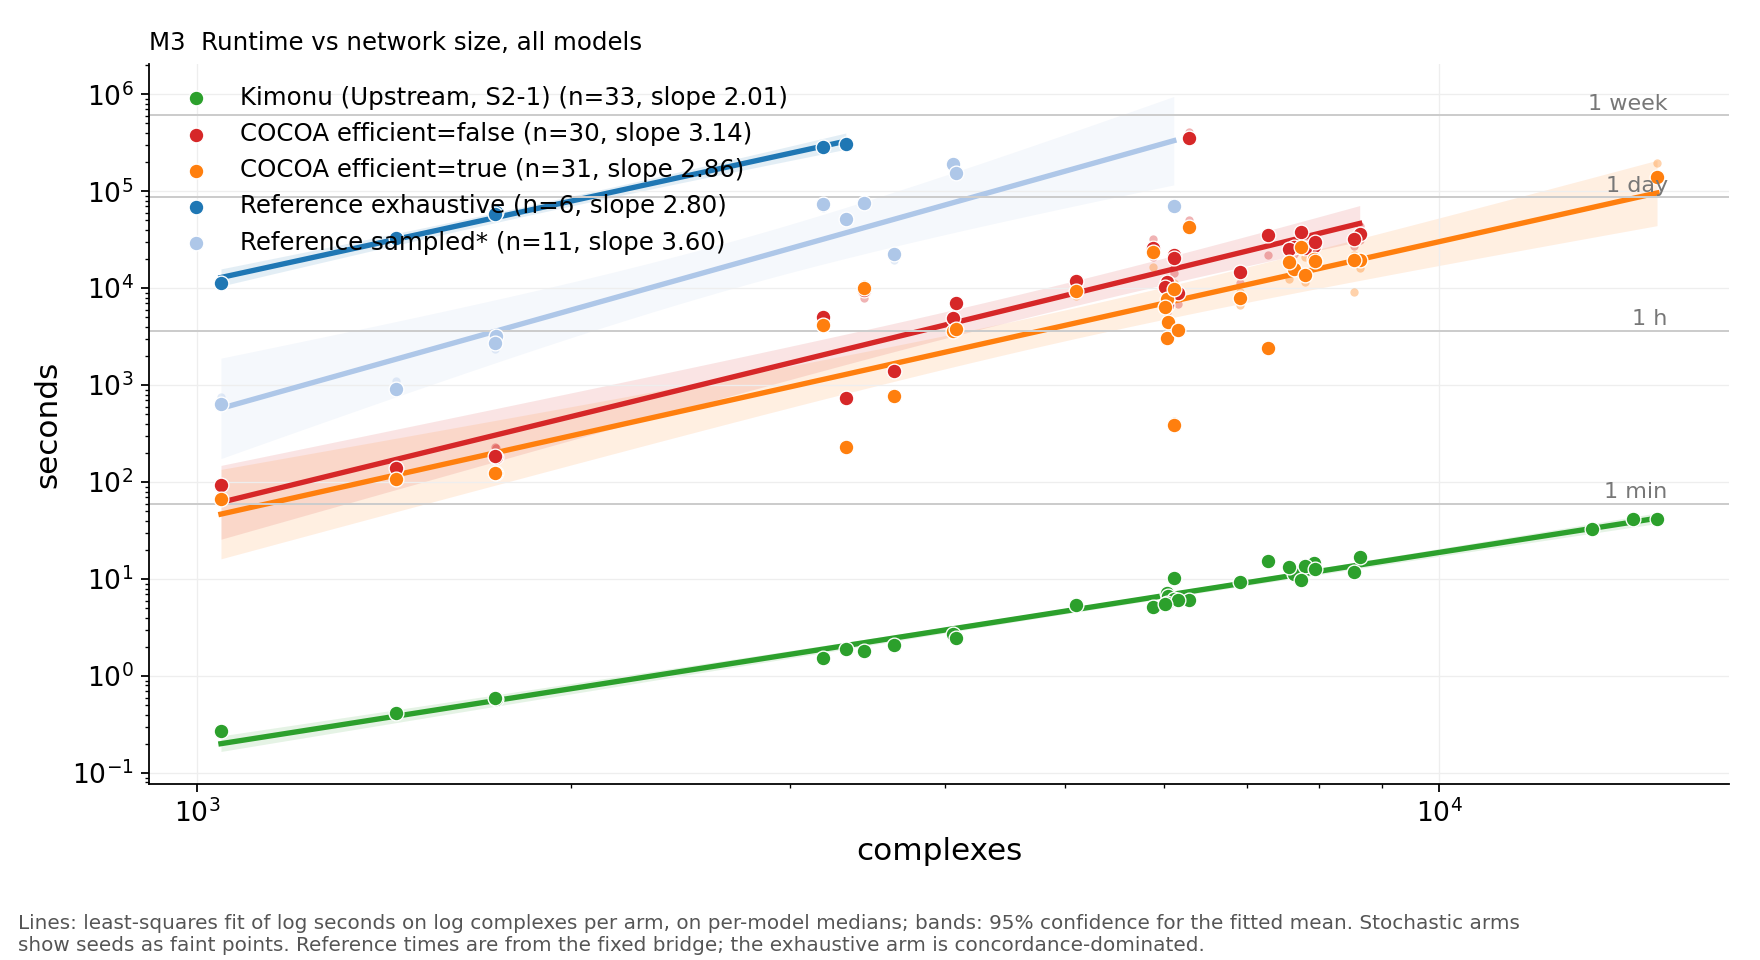 M3  Runtime vs network size, all models
10^6
10^5
10^4
10^3
10^2
10^1
10^0
10^-1
seconds
Kimonu (Upstream, S2-1) (n=33, slope 2.01)
COCOA efficient=false (n=30, slope 3.14)
COCOA efficient=true (n=31, slope 2.86)
Reference exhaustive (n=6, slope 2.80)
Reference sampled* (n=11, slope 3.60)
1 week
1 day
1 h
1 min
10^3
10^4
complexes
Lines: least-squares fit of log seconds on log complexes per arm, on per-model medians; bands: 95% confidence for the fitted mean. Stochastic arms
show seeds as faint points. Reference times are from the fixed bridge; the exhaustive arm is concordance-dominated.